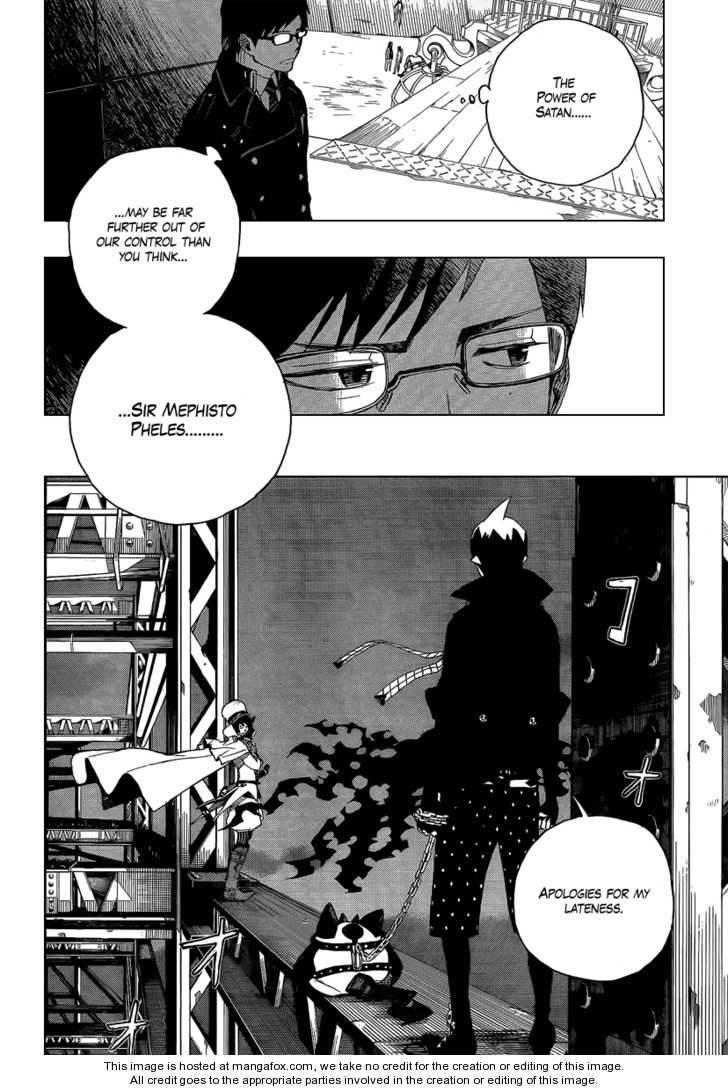 THE
POWER OF
SATAN......
...MAY BE FAR
FURTHER OUT OF
OUR CONTROL THAN
YOU THINK...
...SIR MEPHISTO
PHELES.........
コ
オ
オ
APOLOGIES FOR MY
LATENESS.
This image is hosted at mangafox.com, we take no credit for the creation or editing of this image.
All credit goes to the appropriate parties involved in the creation or editing of this image.